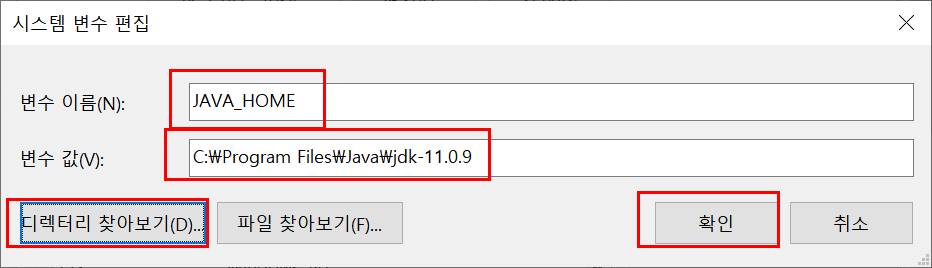 시스템 변수 편집
변수 이름(N):
JAVA_HOME
변수 값(V):
C:₩Program Files₩Java₩jdk-11.0.9
디렉터리 찾아보기(D)...
파일 찾아보기(F)...
확인
취소